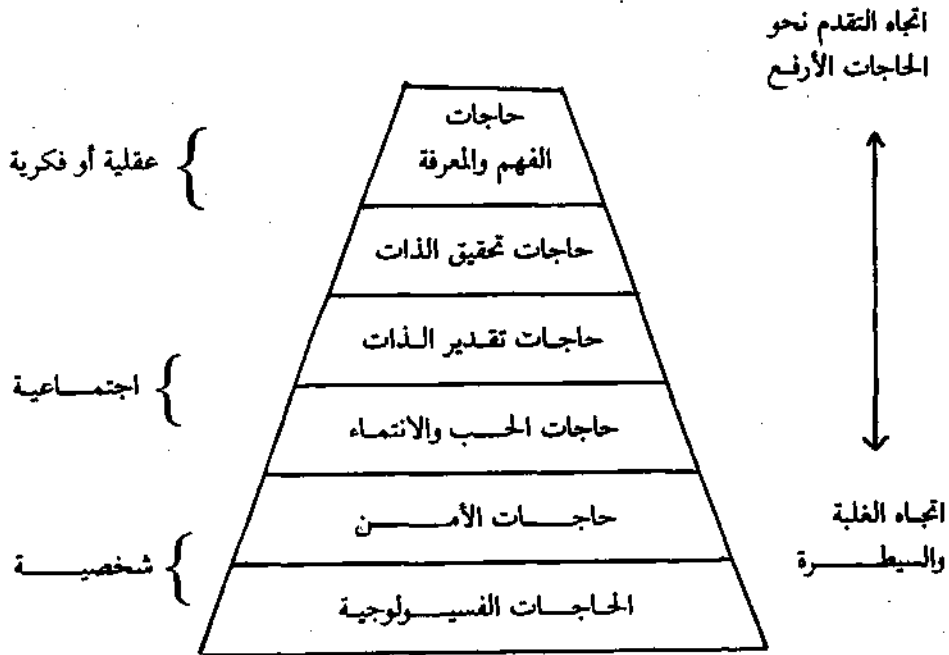 اتجاه التقدم نحو
الحاجات الأرفع
حاجات
الفهم والمعرفة
عقلية أو فكرية
حاجات تحقيق الذات
حاجات تقدير الذات
اجتماعية
حاجات الحب والانتماء
حاجات الأمن
اتجاه الغلبة
والسيطرة
شخصية
الحاجات الفسيولوجية